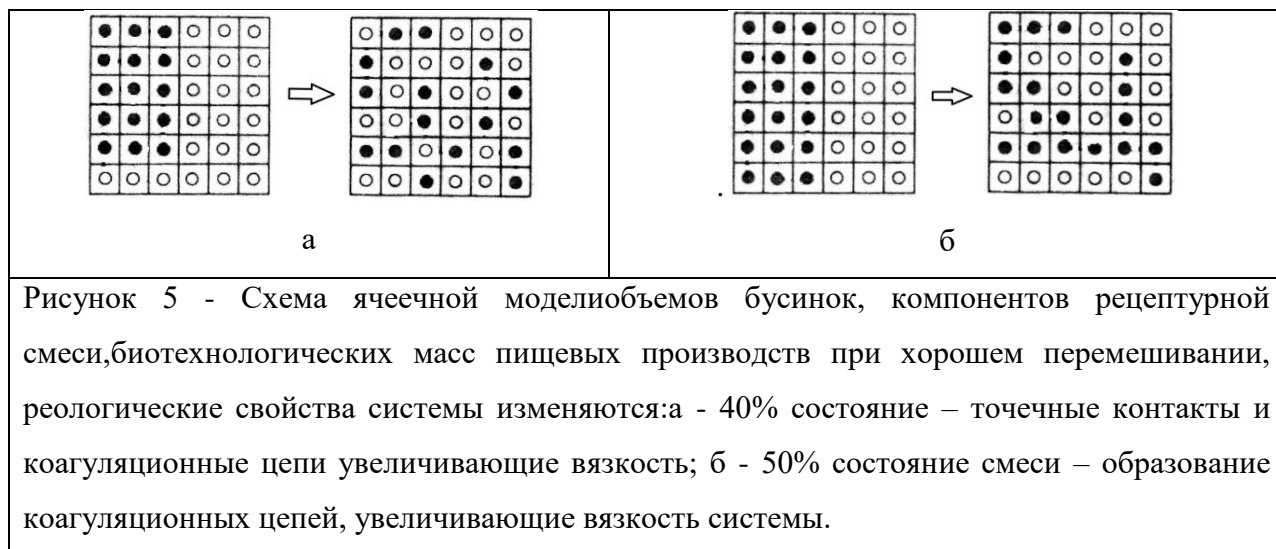 а
б
Рисунок 5 - Схема ячеечной моделиобъемов бусинок, компонентов рецептурной
смеси,биотехнологических масс пищевых производств при хорошем перемешивании,
реологические свойства системы изменяются:а - 40% состояние – точечные контакты и
коагуляционные цепи увеличивающие вязкость; б - 50% состояние смеси – образование
коагуляционных цепей, увеличивающие вязкость системы.